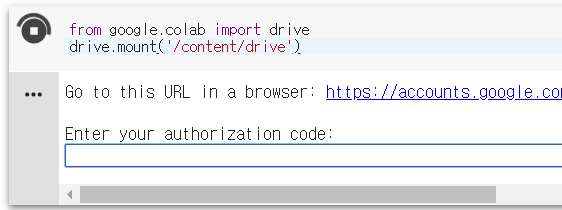 from google.colab import drive
drive.mount('/content/drive')
Go to this URL in a browser: https://accounts.google.co
Enter your authorization code: